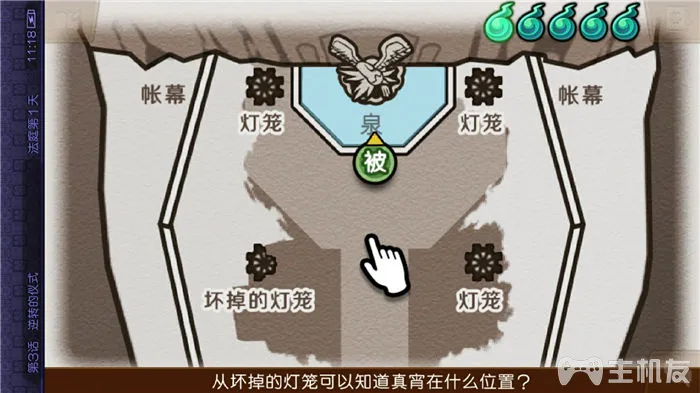 11:18
法庭第1天
第3话 逆转的仪式
帐幕
灯笼
泉
灯笼
帐幕
被
坏掉的灯笼
灯笼
从坏掉的灯笼可以知道真宵在什么位置？
主机友